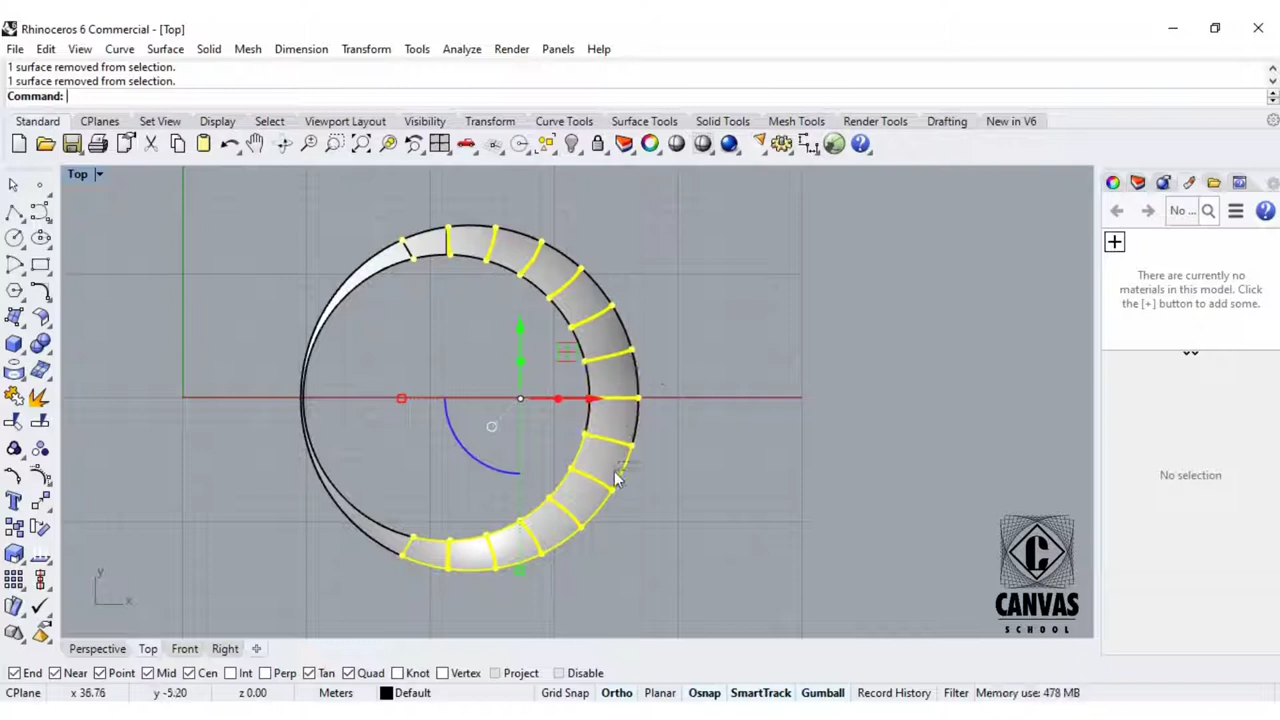 Rhinoceros 6 Commercial - [Top]
File Edit View Curve Surface Solid Mesh Dimension Transform Tools Analyze Render Panels Help
1 surface removed from selection.
1 surface removed from selection.
Command:
Standard CPlanes Set View Display Select Viewport Layout Visibility Transform Curve Tools Surface Tools Solid Tools Mesh Tools Render Tools Drafting New in V6
Top
No ...
There are currently no
materials in this model. Click
the [+] button to add some.
No selection
y
x
C
CANVAS
SCHOOL
Perspective Top Front Right
End Near Point Mid Cen Int Perp Tan Quad Knot Vertex Project Disable
CPlane x 36.76 y -5.20 z 0.00 Meters Default Grid Snap Ortho Planar Osnap SmartTrack Gumball Record History Filter Memory use: 478 MB